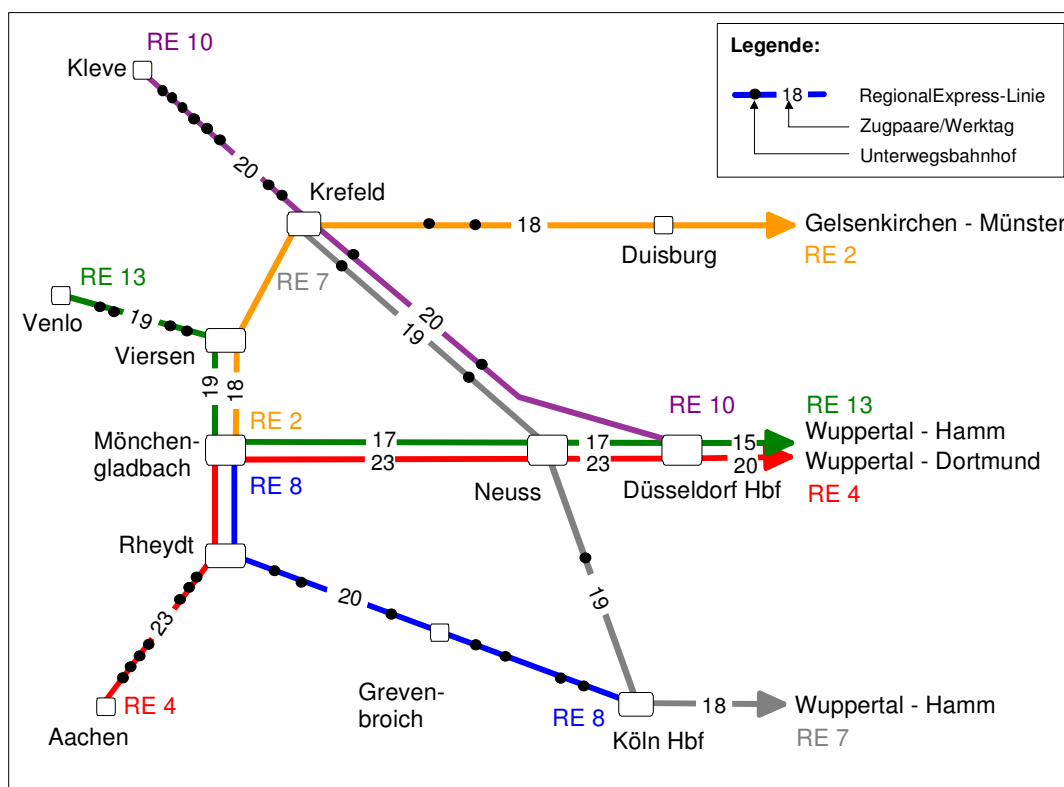 RE 10
Kleve
20
Legende:
18
RegionalExpress-Linie
Zugpaare/Werktag
Unterwegsbahnhof
Krefeld
18
Duisburg
Gelsenkirchen - Münster
RE 2
RE 13
Venlo
19
Viersen
RE 7
20
19
19
18
RE 2
Mönchen-
gladbach
RE 8
17
23
Neuss
17
23
RE 10
Düsseldorf Hbf
15
20
RE 13
Wuppertal - Hamm
Wuppertal - Dortmund
RE 4
Rheydt
23
20
19
Greven-
broich
RE 4
Aachen
RE 8
Köln Hbf
18
Wuppertal - Hamm
RE 7